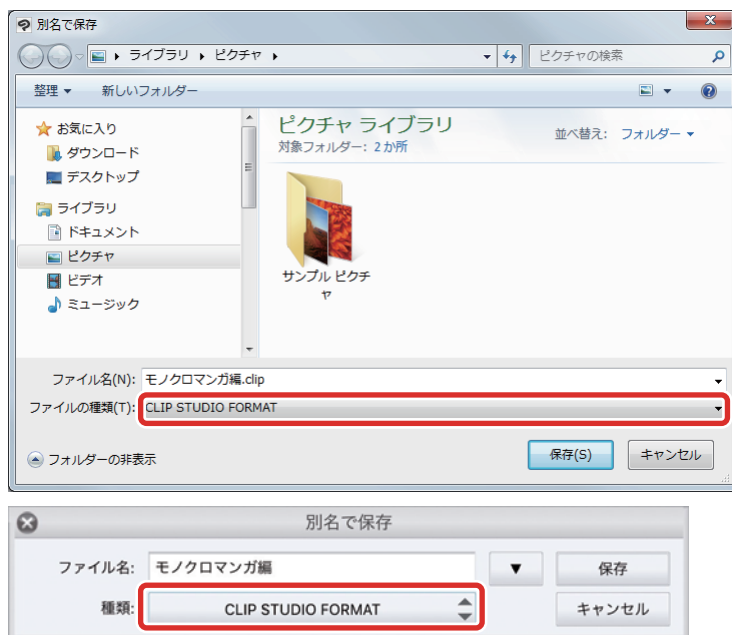 別名で保存
ライブラリ ピクチャ ピクチャの検索
整理 新しいフォルダー
お気に入り
ダウンロード
デスクトップ
ライブラリ
ドキュメント
ピクチャ
ビデオ
ミュージック
ピクチャ ライブラリ
対象フォルダー: 2 か所
並べ替え: フォルダー
サンプル ピクチ
ャ
ファイル名(N): モノクロマンガ編.clip
ファイルの種類(T): CLIP STUDIO FORMAT
フォルダーの非表示 保存(S) キャンセル
別名で保存
ファイル名: モノクロマンガ編 ▼ 保存
種類: CLIP STUDIO FORMAT キャンセル